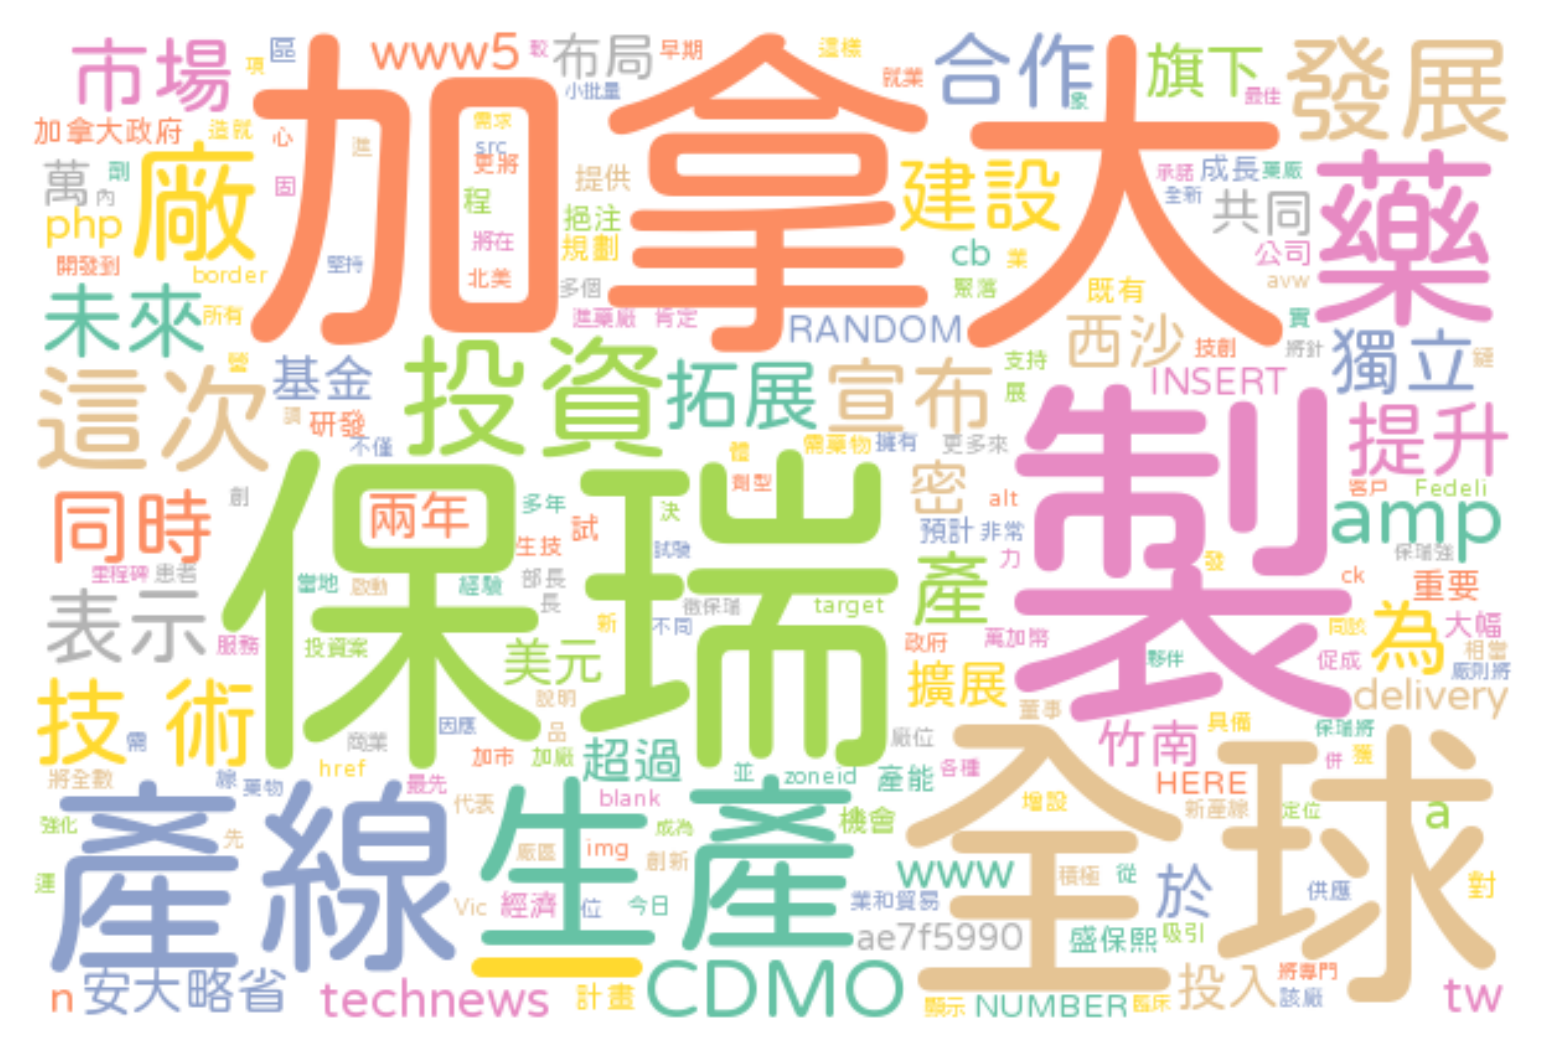 市場
項
區
www5
較
布局
早期
這樣
就業
合作
象
旗下
最佳
發展
加拿大
加拿大政府
造就
心
進
小批量
需求
src
更將
萬
劑
內
廠
固
程
提供
挹注
建設
承諾
成長
藥廠
全新
共同
藥
php
開發到
border
堅持
將在
北美
規劃
多個
進藥廠
肯定
cb
業
聚落
既有
公司
avw
未來
所有
營
基金
RANDOM
西沙
實
技創
將針
獨立
鏈
這次
研發
不僅
投資
拓展
宣布
支持
展
INSERT
提升
需藥物
擁有
更多來
體
劑型
密
alt
製
客戶
Fedeli
amp
保瑞強
同時
創
兩年
多年
試
決
預計
非常
力
發
ck
重要
里程碑
患者
當地
啟動
經驗
生技
部長
長
試驗
保瑞
target
產
新
不同
表示
服務
投資案
美元
政府
萬加幣
夥伴
同該
促成
為
大幅
相當
廠則將
擴展
董事
delivery
技術
需
說明
因應
商業
品
加市
加廠
超過
廠位
竹南
具備
保瑞將
併
獲
將全數
線
藥物
href
最先
並
zoneid
產能
各種
HERE
全球
增設
新產線
定位
a
產線
強化
先
運
代表
blank
生產
成為
機會
廠區
img
創新
www
積極
從
於
供應
對
Vic
經濟
位
今日
業和貿易
ae7f5990
盛保熙
吸引
n
安大略省
technews
計畫
CDMO
顯示
NUMBER
臨床
投入
將專門
該廠
tw